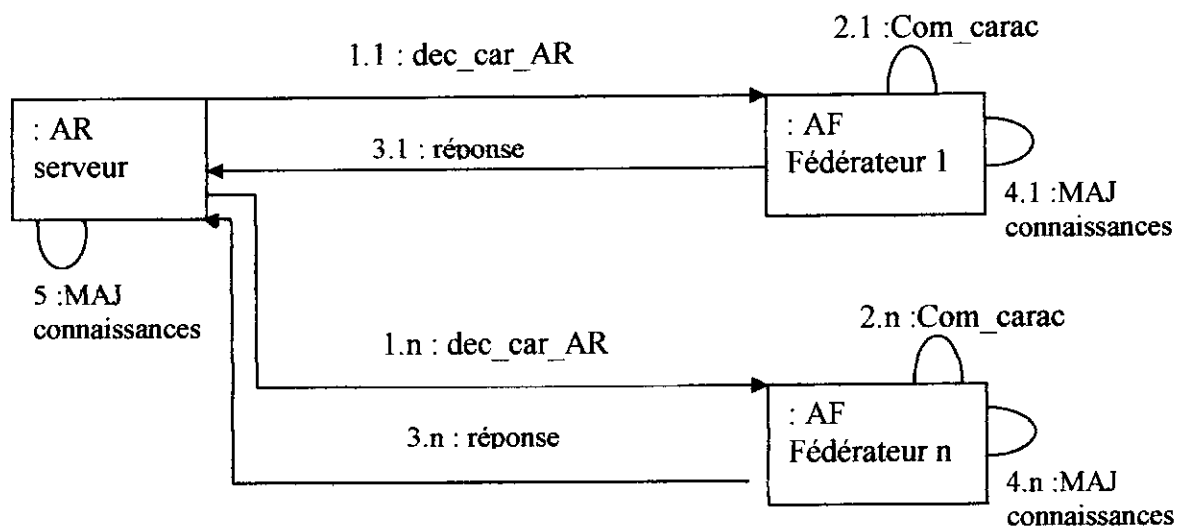 2.1 :Com_carac
1.1 : dec_car_AR
: AR
serveur
: AF
Fédérateur 1
3.1 : réponse
4.1 :MAJ
connaissances
5 :MAJ
connaissances
2.n :Com_carac
1.n : dec_car_AR
: AF
Fédérateur n
3.n : réponse
4.n :MAJ
connaissances